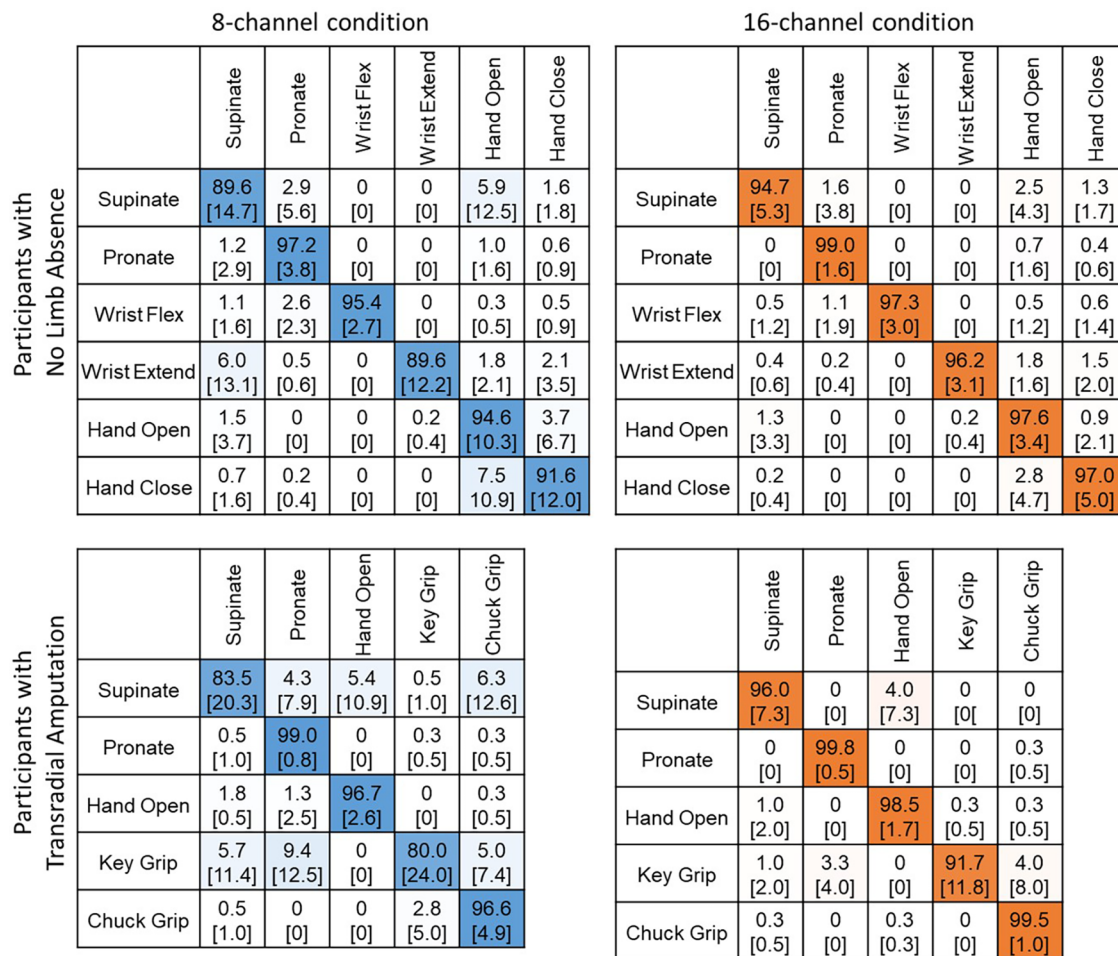 8-channel condition
16-channel condition
Participants with
No Limb Absence
Supinate Pronate Wrist Flex Wrist Extend Hand Open Hand Close
Supinate 89.6 2.9 0 0 5.9 1.6
[14.7] [5.6] [0] [0] [12.5] [1.8]
Pronate 1.2 97.2 0 0 1.0 0.6
[2.9] [3.8] [0] [0] [1.6] [0.9]
Wrist Flex 1.1 2.6 95.4 0 0.3 0.5
[1.6] [2.3] [2.7] [0] [0.5] [0.9]
Wrist Extend 6.0 0.5 0 89.6 1.8 2.1
[13.1] [0.6] [0] [12.2] [2.1] [3.5]
Hand Open 1.5 0 0 0.2 94.6 3.7
[3.7] [0] [0] [0.4] [10.3] [6.7]
Hand Close 0.7 0.2 0 0 7.5 91.6
[1.6] [0.4] [0] [0] 10.9] [12.0]
Supinate Pronate Wrist Flex Wrist Extend Hand Open Hand Close
Supinate 94.7 1.6 0 0 2.5 1.3
[5.3] [3.8] [0] [0] [4.3] [1.7]
Pronate 0 99.0 0 0 0.7 0.4
[0] [1.6] [0] [0] [1.6] [0.6]
Wrist Flex 0.5 1.1 97.3 0 0.5 0.6
[1.2] [1.9] [3.0] [0] [1.2] [1.4]
Wrist Extend 0.4 0.2 0 96.2 1.8 1.5
[0.6] [0.4] [0] [3.1] [1.6] [2.0]
Hand Open 1.3 0 0 0.2 97.6 0.9
[3.3] [0] [0] [0.4] [3.4] [2.1]
Hand Close 0.2 0 0 0 2.8 97.0
[0.4] [0] [0] [0] [4.7] [5.0]
Participants with
Transradial Amputation
Supinate Pronate Hand Open Key Grip Chuck Grip
Supinate 83.5 4.3 5.4 0.5 6.3
[20.3] [7.9] [10.9] [1.0] [12.6]
Pronate 0.5 99.0 0 0.3 0.3
[1.0] [0.8] [0] [0.5] [0.5]
Hand Open 1.8 1.3 96.7 0 0.3
[0.5] [2.5] [2.6] [0] [0.5]
Key Grip 5.7 9.4 0 80.0 5.0
[11.4] [12.5] [0] [24.0] [7.4]
Chuck Grip 0.5 0 0 2.8 96.6
[1.0] [0] [0] [5.0] [4.9]
Supinate Pronate Hand Open Key Grip Chuck Grip
Supinate 96.0 0 4.0 0 0
[7.3] [0] [7.3] [0[ [0]
Pronate 0 99.8 0 0 0.3
[0] [0.5] [0] [0] [0.5]
Hand Open 1.0 0 98.5 0.3 0.3
[2.0] [0] [1.7] [0.5] [0.5]
Key Grip 1.0 3.3 0 91.7 4.0
[2.0] [4.0] [0] [11.8] [8.0]
Chuck Grip 0.3 0 0.3 0 99.5
[0.5] [0] [0.3] [0] [1.0]